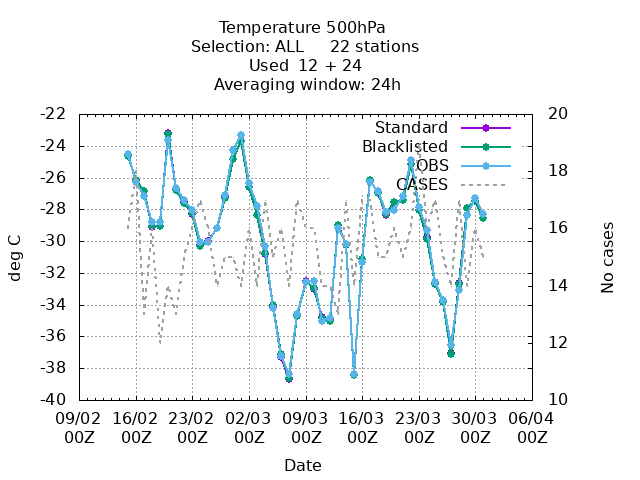 Temperature 500hPa
Selection: ALL 22 stations
Used 12 + 24
Averaging window: 24h
Standard
Blacklisted
OBS
CASES
deg C
-22
-24
-26
-28
-30
-32
-34
-36
-38
-40
No cases
20
18
16
14
12
10
09/02 16/02 23/02 02/03 09/03 16/03 23/03 30/03 06/04
00Z 00Z 00Z 00Z 00Z 00Z 00Z 00Z 00Z
Date